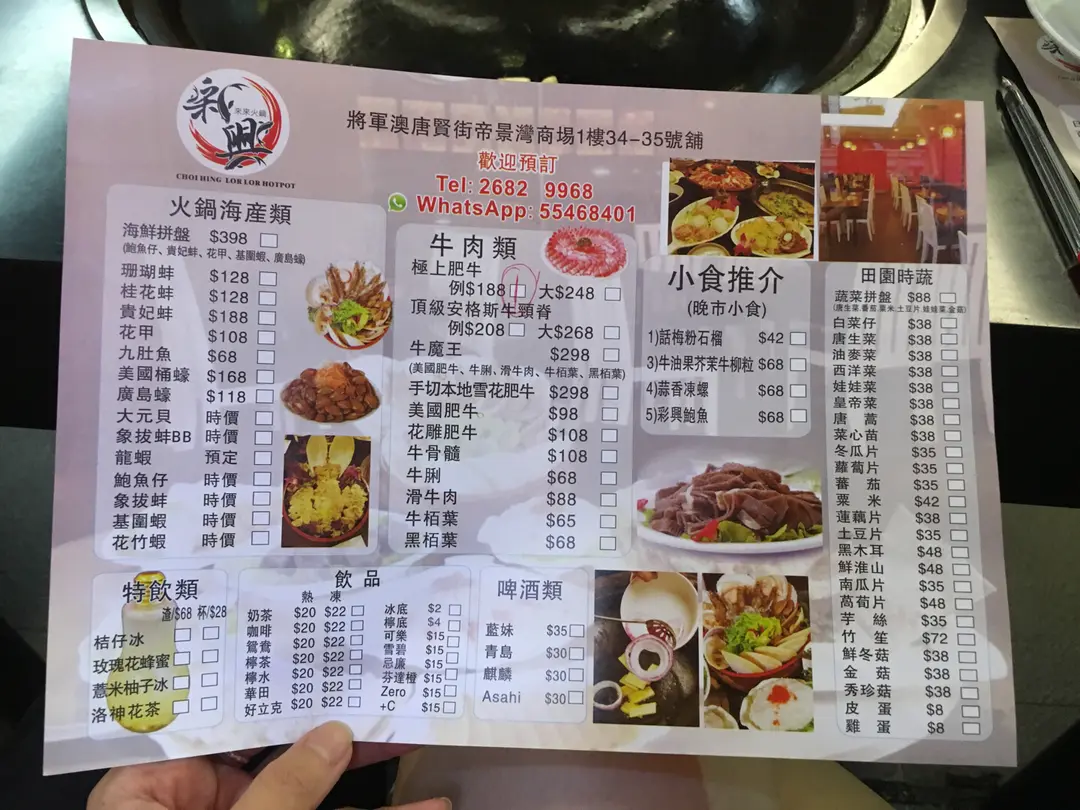 新興
來來火鍋
CHOI HING LOR LOR HOTPOT
將軍澳唐賢街帝景灣商場1樓34-35號舖
歡迎預訂
Tel: 2682 9968
WhatsApp: 55468401
火鍋海產類
海鮮拼盤 $398
(鮑魚仔、貴妃蚌、花甲、基圍蝦、廣島蠔)
珊瑚蚌 $128
桂花蚌 $128
貴妃蚌 $188
花甲 $108
九肚魚 $68
美國桶蠔 $168
廣島蠔 $118
大元貝 時價
象拔蚌BB 時價
龍蝦 預定
鮑魚仔 時價
象拔蚌 時價
基圍蝦 時價
花竹蝦 時價
牛肉類
極上肥牛
例$188 大$248
頂級安格斯牛頸脊
例$208 大$268
牛魔王 $298
(美國肥牛、牛脷、滑牛肉、牛栢葉、黑栢葉)
手切本地雪花肥牛 $298
美國肥牛 $98
花雕肥牛 $108
牛骨髓 $108
牛脷 $68
滑牛肉 $88
牛栢葉 $65
黑栢葉 $68
小食推介
(晚市小食)
1)話梅粉石榴 $42
3)牛油果芥茉牛柳粒 $68
4)蒜香凍螺 $68
5)彩興鮑魚 $68
田園時蔬
蔬菜拼盤 $88
(唐生菜.番茄.粟米.土豆片.娃娃菜.金菇)
白菜仔 $38
唐生菜 $38
油麥菜 $38
西洋菜 $38
娃娃菜 $38
皇帝菜 $38
唐蒿 $38
菜心苗 $38
冬瓜片 $35
蘿蔔片 $35
蕃茄 $35
粟米 $42
蓮藕片 $38
土豆片 $35
黑木耳 $48
鮮淮山 $48
南瓜片 $35
萵荀片 $48
芋絲 $35
竹笙 $72
鮮冬菇 $38
金菇 $38
秀珍菇 $38
皮蛋 $8
雞蛋 $8
特飲類
渣/$68 杯/$28
桔仔冰
玫瑰花蜂蜜
薏米柚子冰
洛神花茶
飲品
熱 凍
奶茶 $20 $22
咖啡 $20 $22
鴛鴦 $20 $22
檸茶 $20 $22
檸水 $20 $22
華田 $20 $22
好立克 $20 $22
冰底 $2
檸底 $4
可樂 $15
雪碧 $15
忌廉 $15
芬達橙 $15
Zero $15
+C $15
啤酒類
藍妹 $35
青島 $30
麒麟 $30
Asahi $30